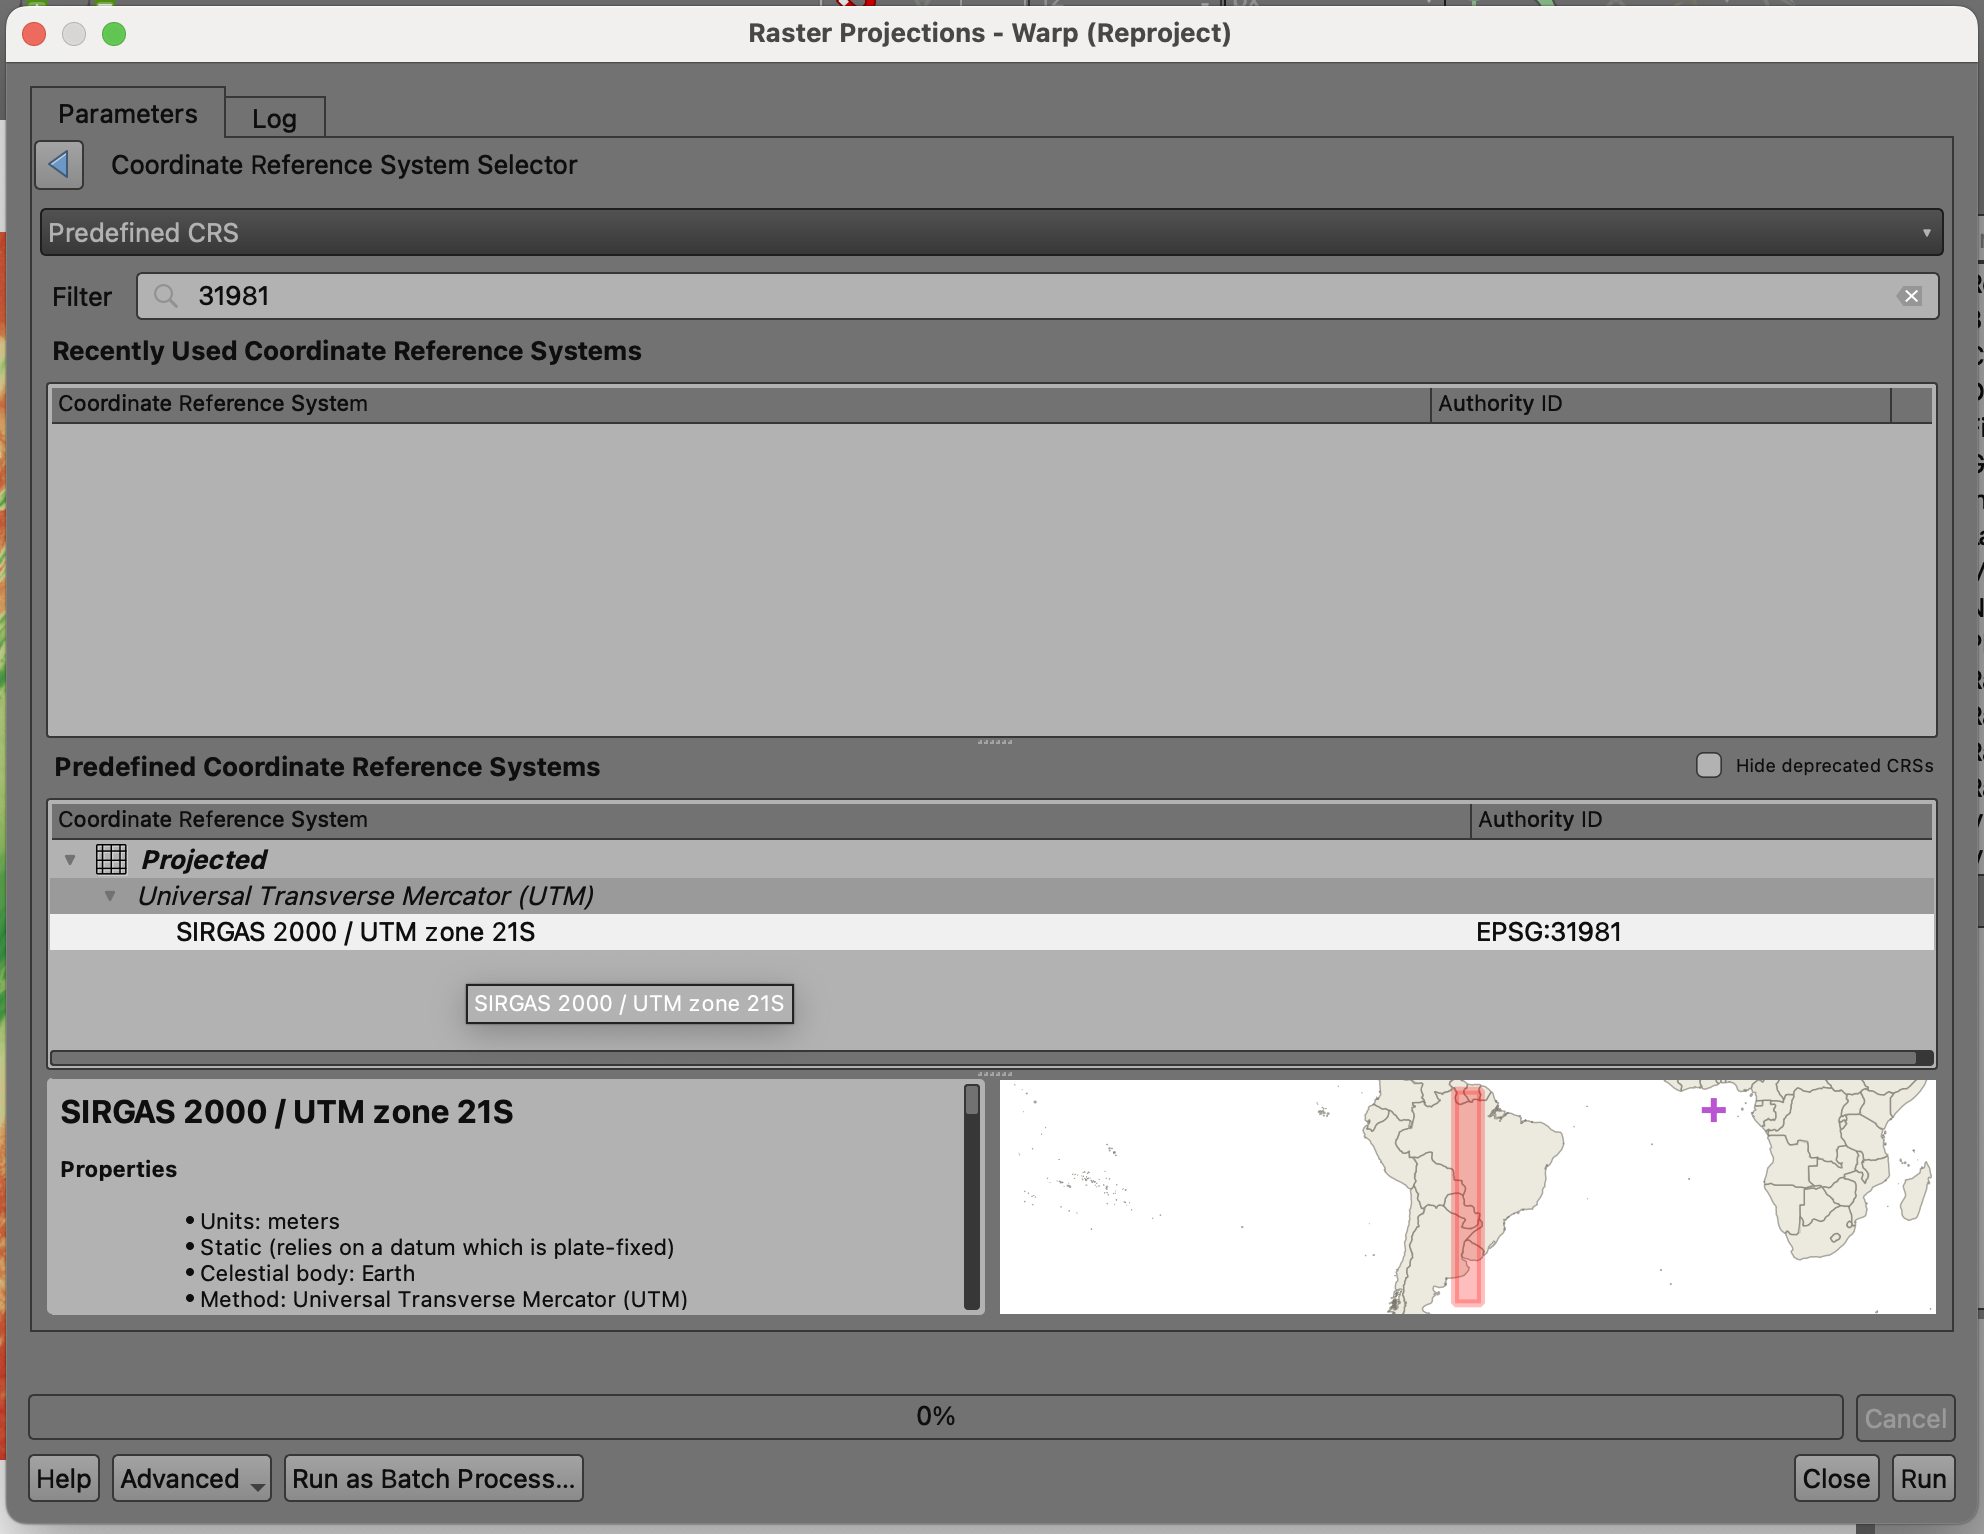 Raster Projections - Warp (Reproject)
Parameters
Log
Coordinate Reference System Selector
Predefined CRS
Filter
31981
Recently Used Coordinate Reference Systems
Coordinate Reference System
Authority ID
Predefined Coordinate Reference Systems
Hide deprecated CRSs
Coordinate Reference System
Authority ID
Projected
Universal Transverse Mercator (UTM)
SIRGAS 2000 / UTM zone 21S
EPSG:31981
SIRGAS 2000 / UTM zone 21S
SIRGAS 2000 / UTM zone 21S
Properties
• Units: meters
• Static (relies on a datum which is plate-fixed)
• Celestial body: Earth
• Method: Universal Transverse Mercator (UTM)
0%
Cancel
Help
Advanced
Run as Batch Process...
Close
Run